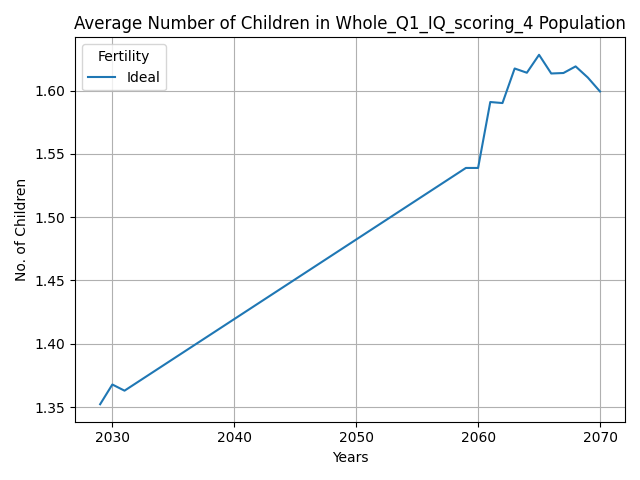 Average Number of Children in Whole_Q1_IQ_scoring_4 Population
Fertility
Ideal
No. of Children
1.60
1.55
1.50
1.45
1.40
1.35
2030 2040 2050 2060 2070
Years